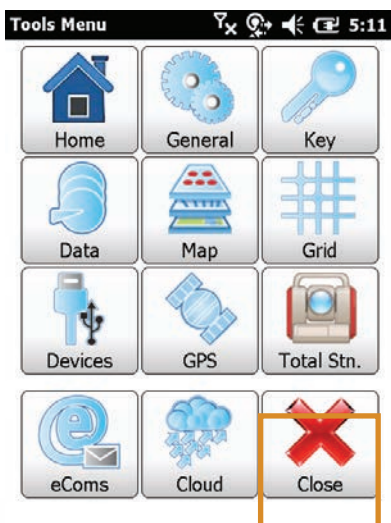 Tools Menu 5:11
Home General Key
Data Map Grid
Devices GPS Total Stn.
eComs Cloud Close